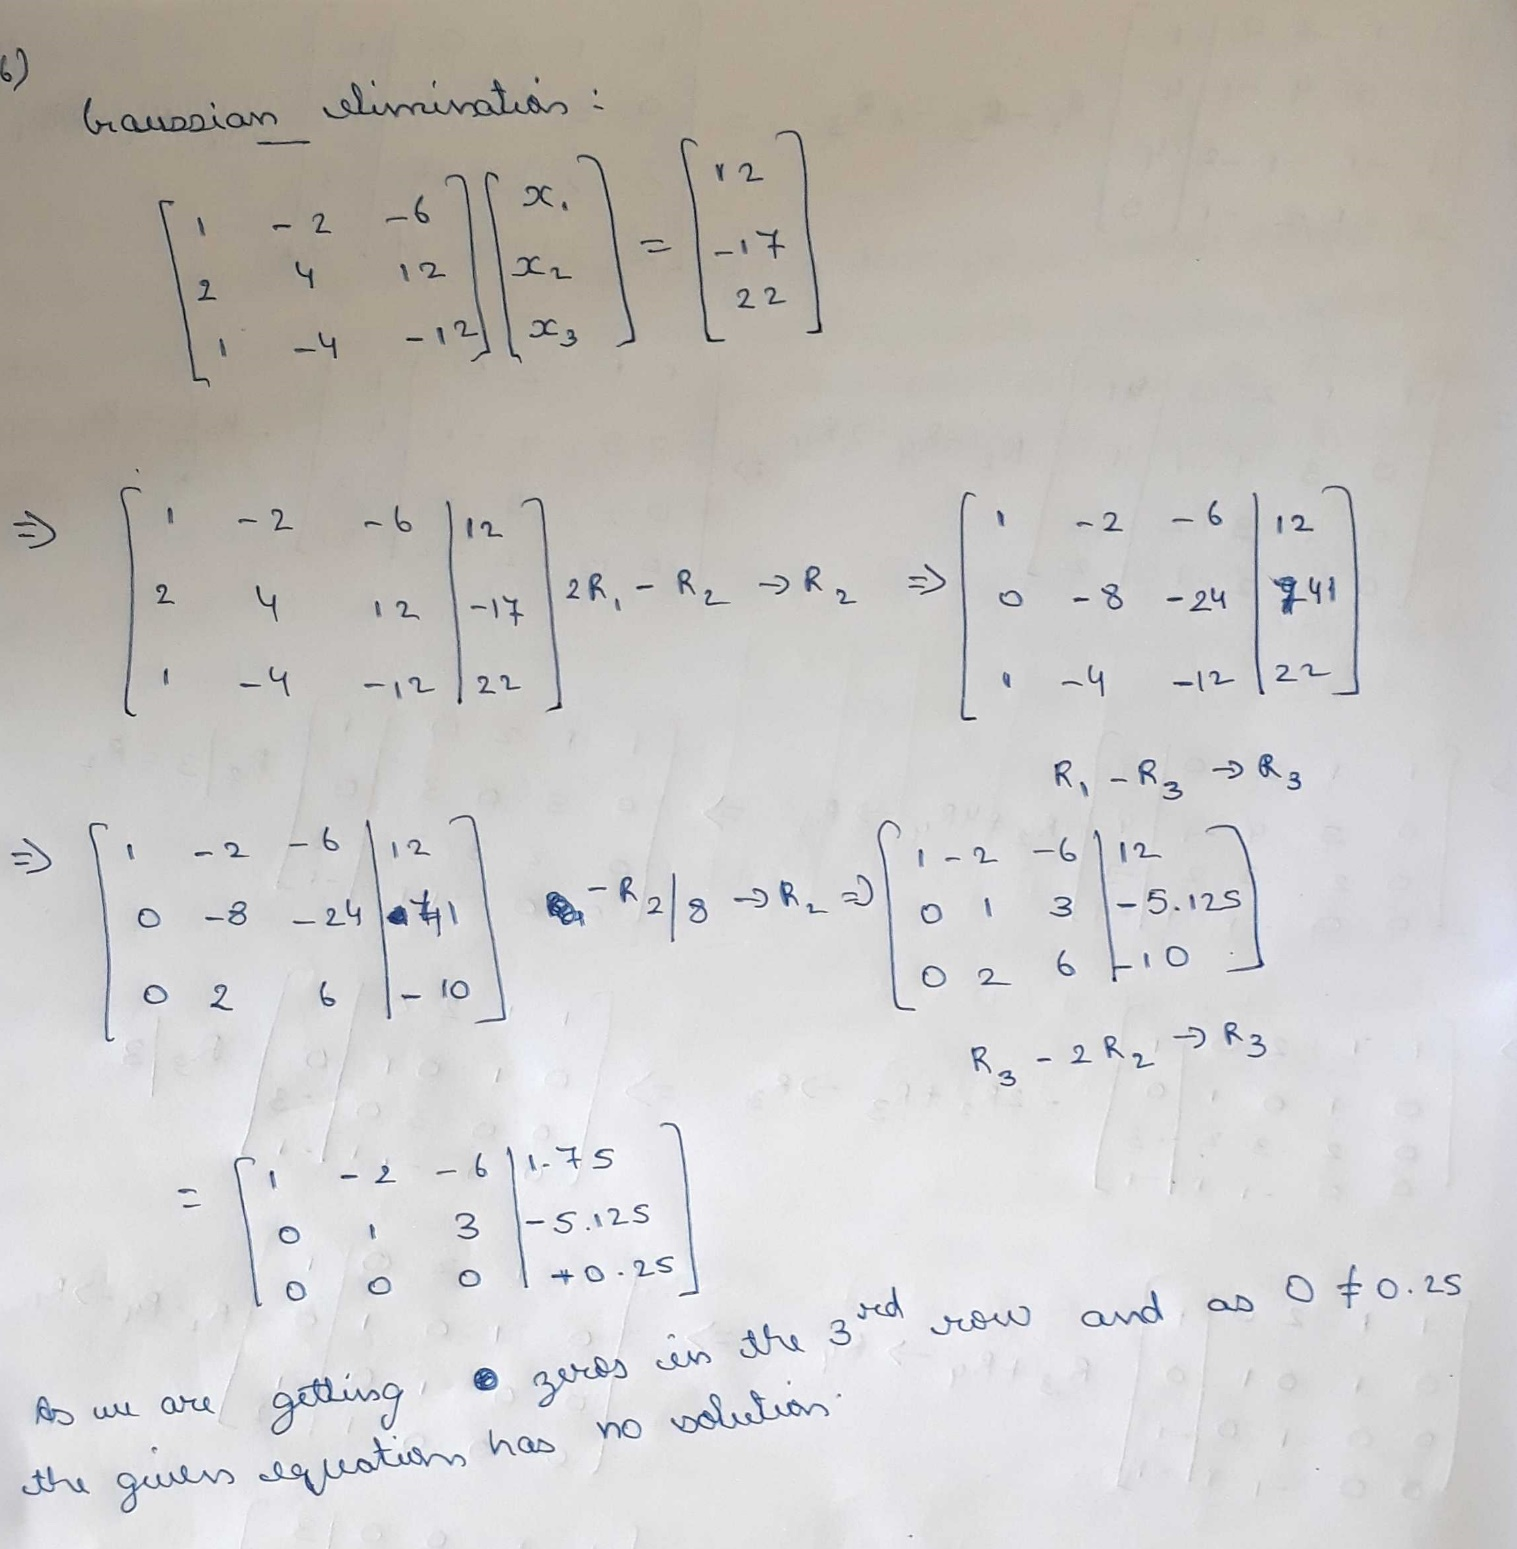 6)
Gaussian elimination :
[ 1 -2 -6 ] [ x₁ ] = [ 12 ]
[ 2 4 12 ] [ x₂ ] [ -17 ]
[ 1 -4 -12 ] [ x₃ ] [ 22 ]
⇒ [ 1 -2 -6 | 12 ] ⇒ [ 1 -2 -6 | 12 ]
[ 2 4 12 | -17 ] 2R₁ - R₂ → R₂ [ 0 -8 -24 | 41 ]
[ 1 -4 -12 | 22 ] [ 1 -4 -12 | 22 ]
R₁ - R₃ → R₃
⇒ [ 1 -2 -6 | 12 ] ⇒ [ 1 -2 -6 | 12 ]
[ 0 -8 -24 | 41 ] -R₂/8 → R₂ [ 0 1 3 | -5.125 ]
[ 0 2 6 | -10 ] [ 0 2 6 | -10 ]
R₃ - 2R₂ → R₃
= [ 1 -2 -6 | 1.75 ]
[ 0 1 3 | -5.125 ]
[ 0 0 0 | +0.25 ]
As we are getting zeros in the 3rd row and as 0 ≠ 0.25
the given equations has no solution.